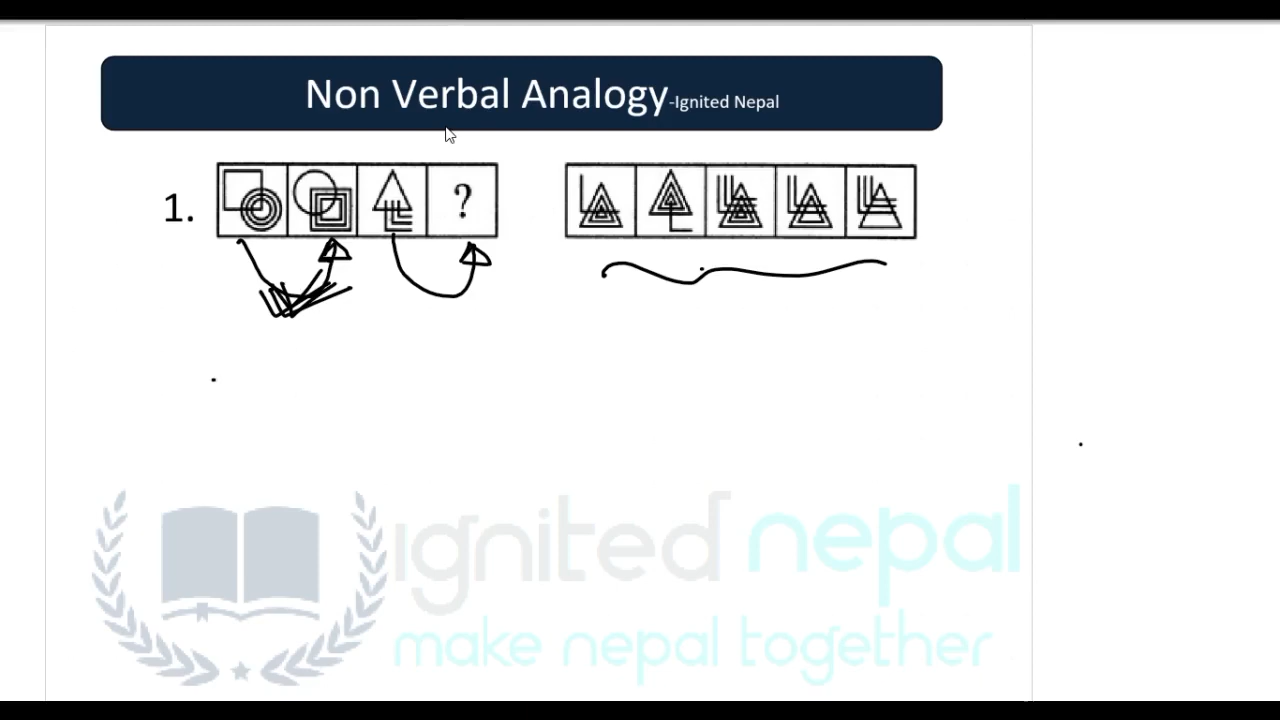 Non Verbal Analogy-Ignited Nepal
1.
?
ignited nepal
make nepal together